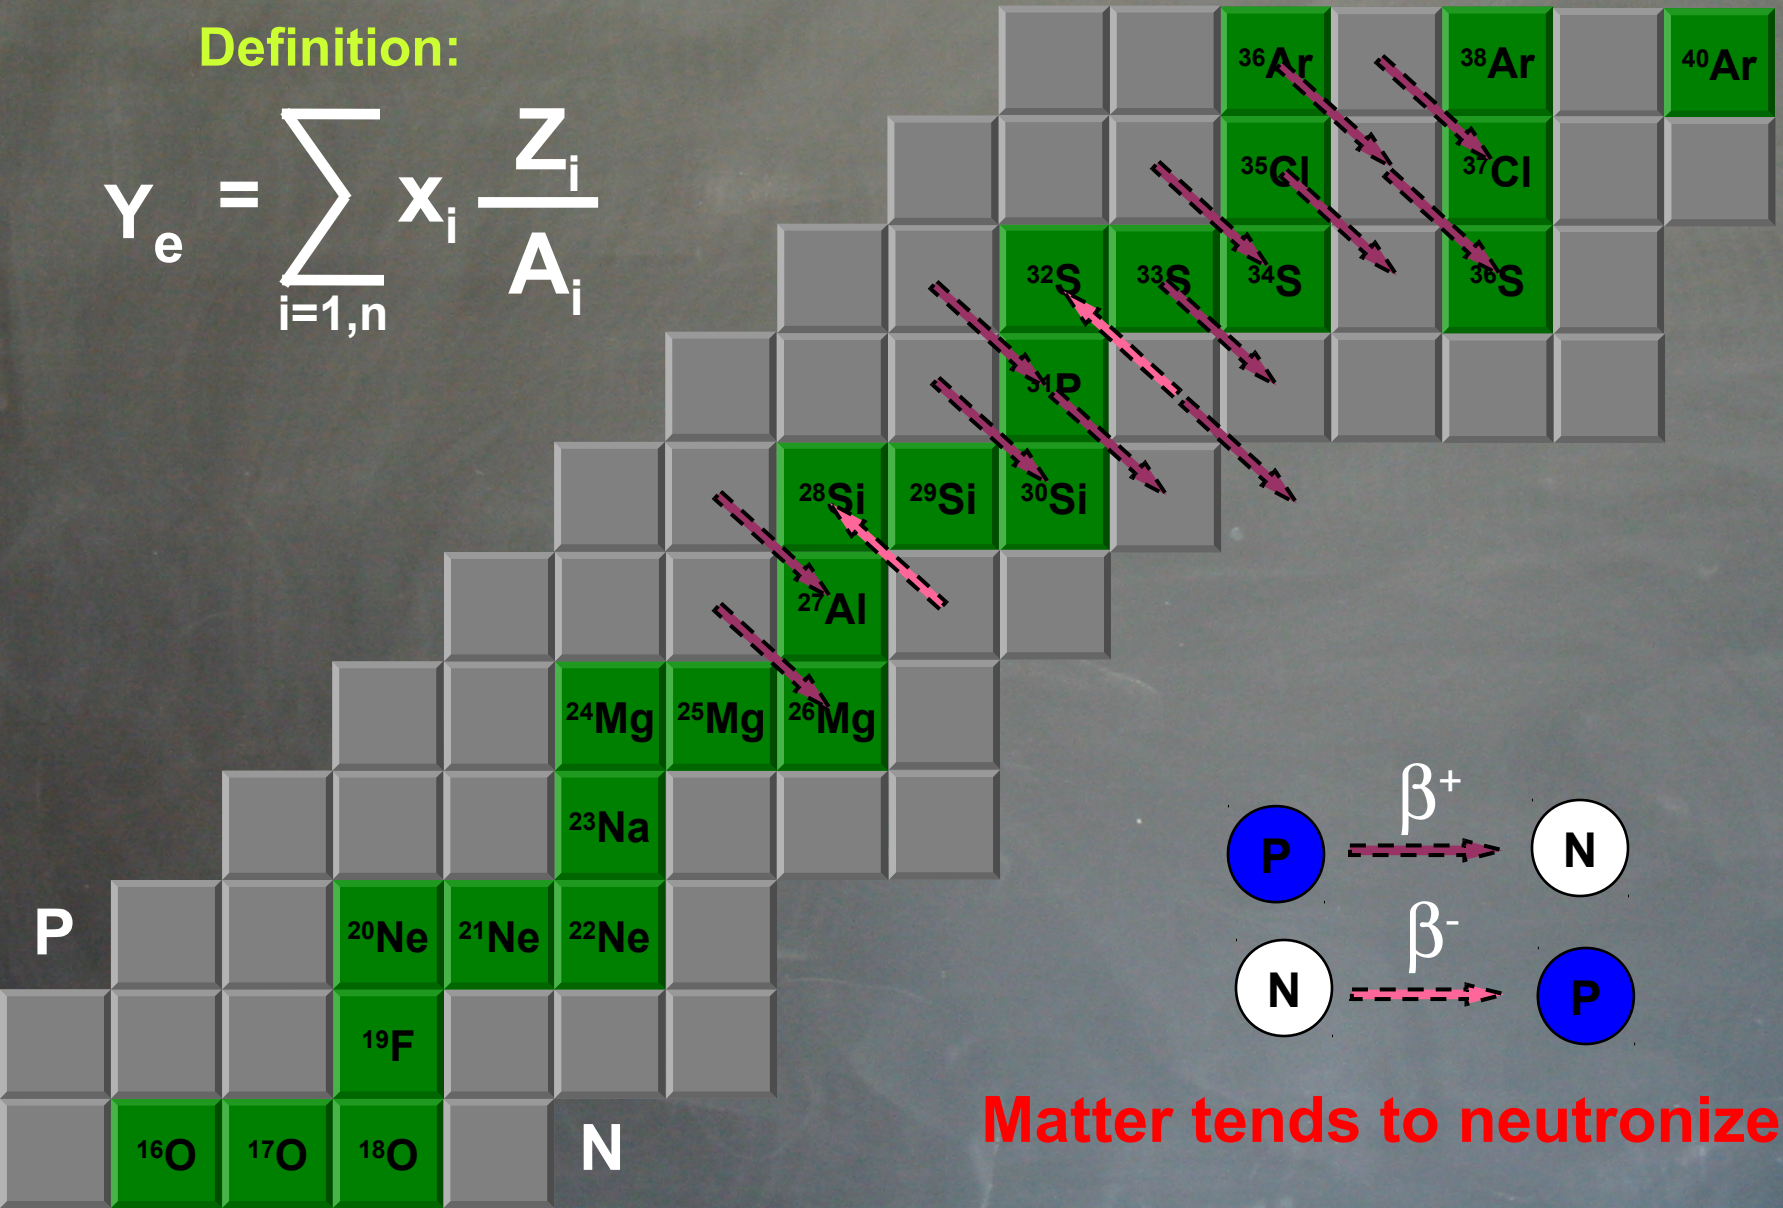 Definition:
Yₑ = ∑ xᵢ Zᵢ / Aᵢ
i=1,n
³⁶Ar ³⁸Ar ⁴⁰Ar
³⁵Cl ³⁷Cl
³²S ³³S ³⁴S ³⁶S
³¹P
²⁸Si ²⁹Si ³⁰Si
²⁷Al
²⁴Mg ²⁵Mg ²⁶Mg
²³Na
P
²⁰Ne ²¹Ne ²²Ne
¹⁹F
¹⁶O ¹⁷O ¹⁸O
N
β⁺
P N
β⁻
N P
Matter tends to neutronize